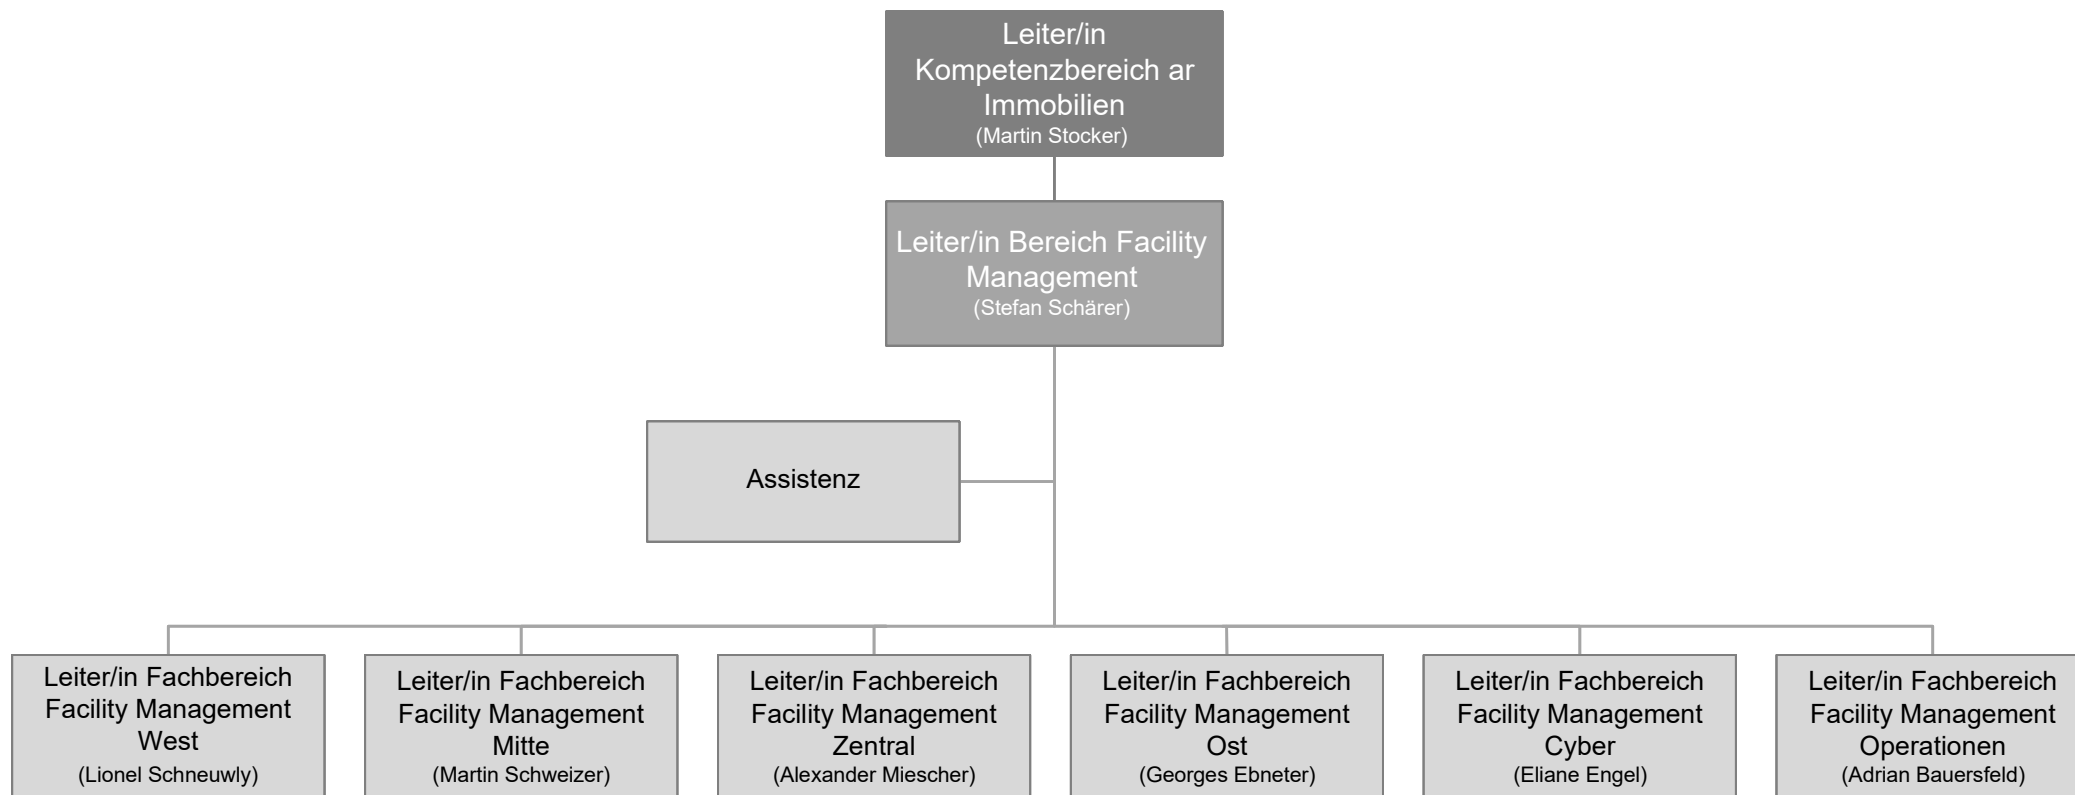 Leiter/in
Kompetenzbereich ar
Immobilien
(Martin Stocker)
Leiter/in Bereich Facility
Management
(Stefan Schärer)
Assistenz
Leiter/in Fachbereich
Facility Management
West
(Lionel Schneuwly)
Leiter/in Fachbereich
Facility Management
Mitte
(Martin Schweizer)
Leiter/in Fachbereich
Facility Management
Zentral
(Alexander Miescher)
Leiter/in Fachbereich
Facility Management
Ost
(Georges Ebneter)
Leiter/in Fachbereich
Facility Management
Cyber
(Eliane Engel)
Leiter/in Fachbereich
Facility Management
Operationen
(Adrian Bauersfeld)